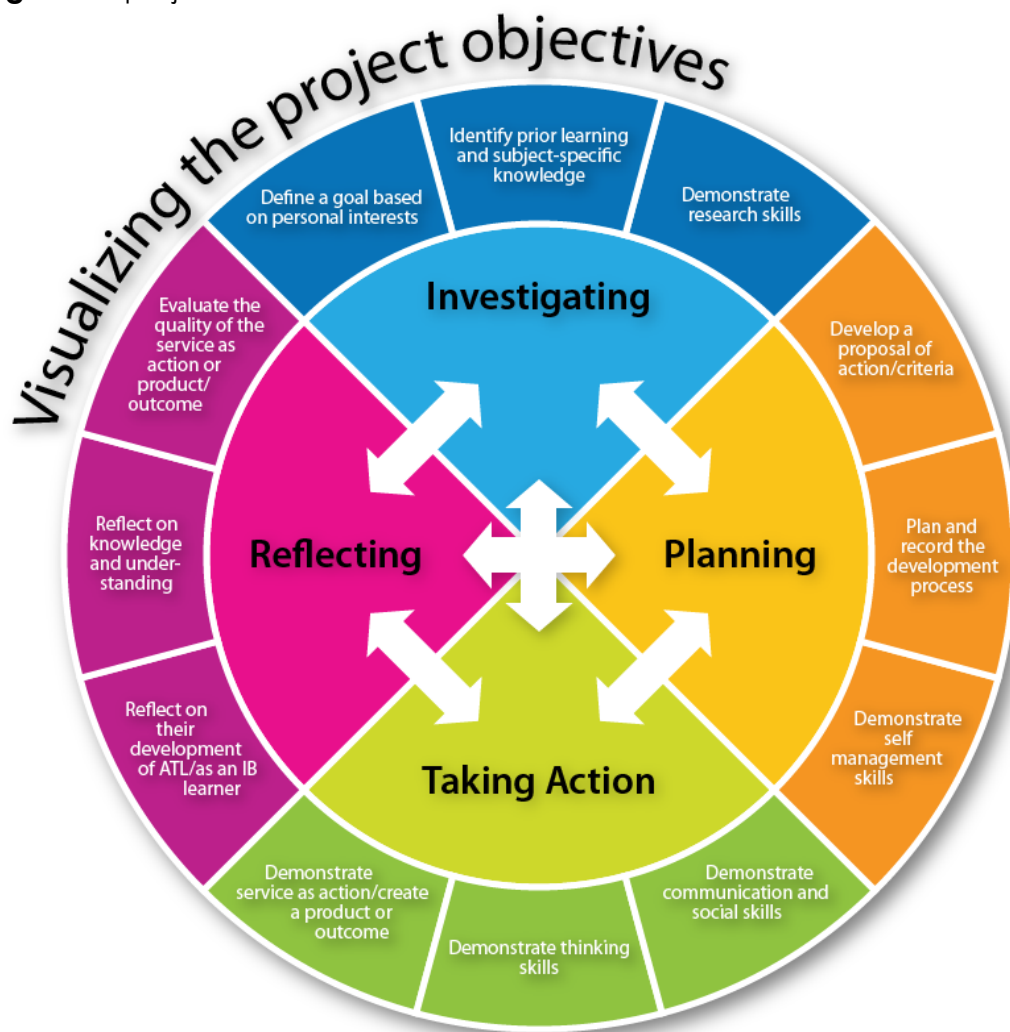 Visualizing the project objectives
Define a goal based
on personal interests
Identify prior learning
and subject-specific
knowledge
Demonstrate
research skills
Investigating
Develop a
proposal of
action/criteria
Plan and
record the
development
process
Demonstrate
self
management
skills
Planning
Demonstrate
communication and
social skills
Demonstrate thinking
skills
Demonstrate
service as action/create
a product or
outcome
Taking Action
Reflect on
their
development
of ATL/as an IB
learner
Reflect on
knowledge
and under-
standing
Evaluate the
quality of the
service as
action or
product/
outcome
Reflecting